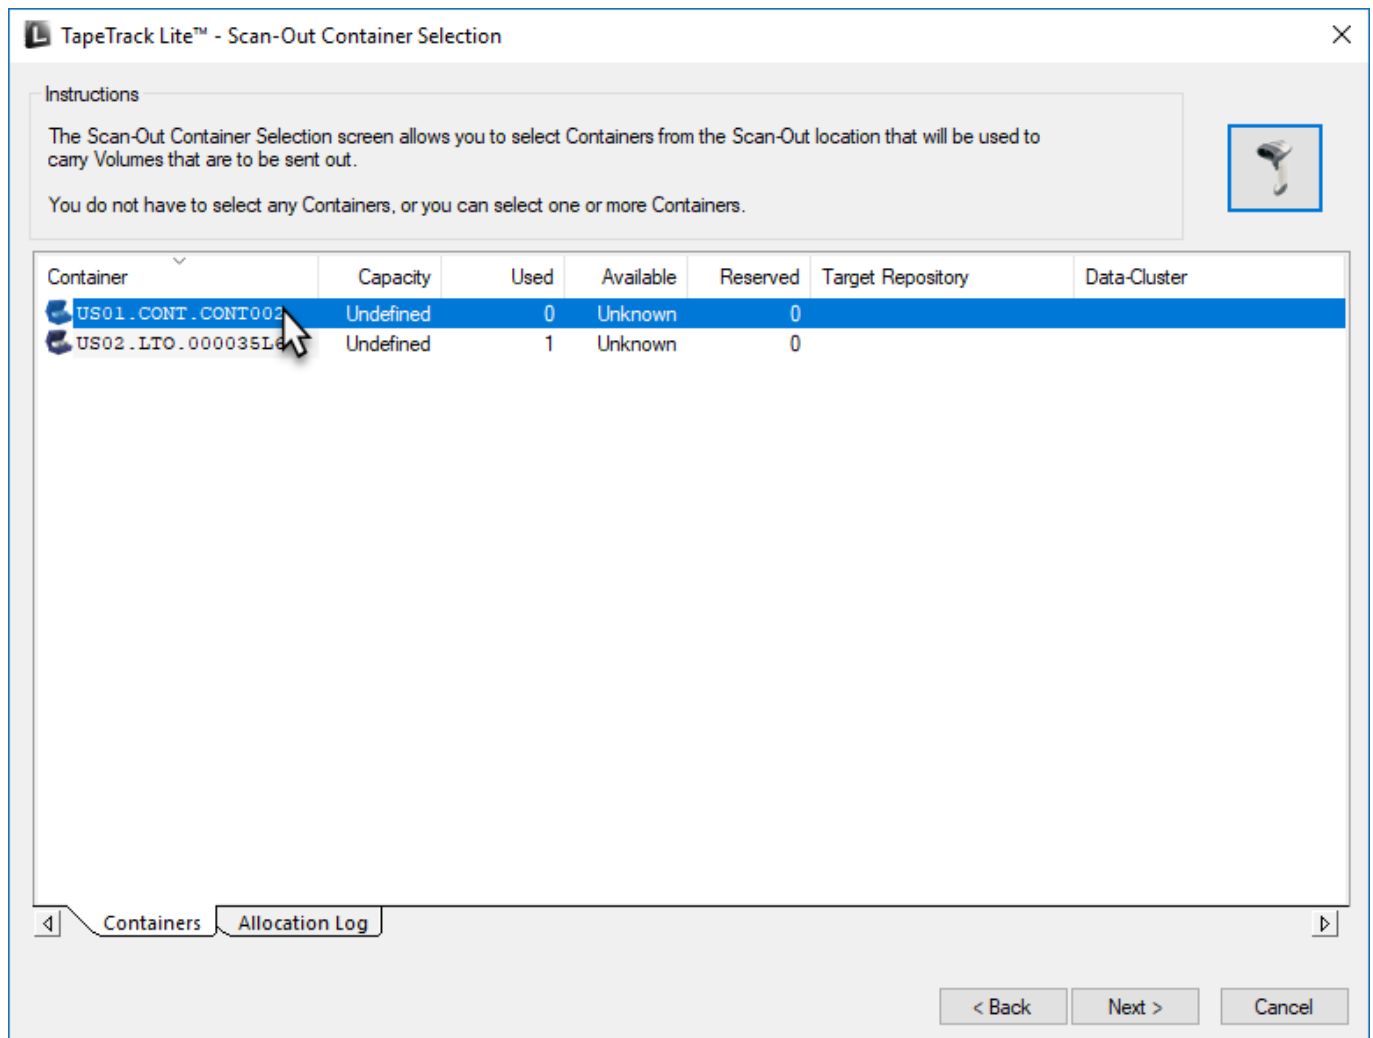 TapeTrack Lite™ - Scan-Out Container Selection
Instructions
The Scan-Out Container Selection screen allows you to select Containers from the Scan-Out location that will be used to
carry Volumes that are to be sent out.
You do not have to select any Containers, or you can select one or more Containers.
Container Capacity Used Available Reserved Target Repository Data-Cluster
US01.CONT.CONT002 Undefined 0 Unknown 0
US02.LTO.000035L6 Undefined 1 Unknown 0
Containers Allocation Log
< Back Next > Cancel